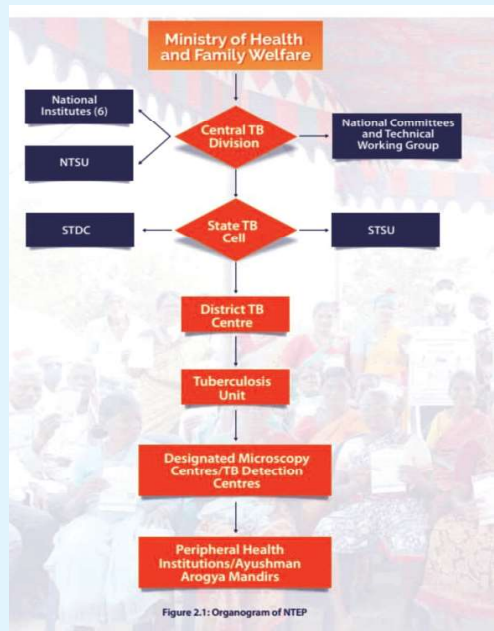 Ministry of Health
and Family Welfare
National
Institutes (6)
Central TB
Division
National Committees
and Technical
Working Group
NTSU
STDC
State TB
Cell
STSU
District TB
Centre
Tuberculosis
Unit
Designated Microscopy
Centres/TB Detection
Centres
Peripheral Health
Institutions/Ayushman
Arogya Mandirs
Figure 2.1: Organogram of NTEP